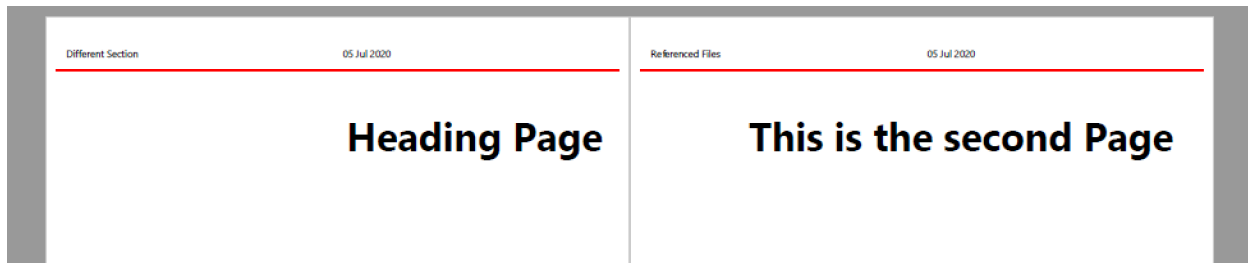 Different Section 05 Jul 2020
Heading Page
Referenced Files 05 Jul 2020
This is the second Page